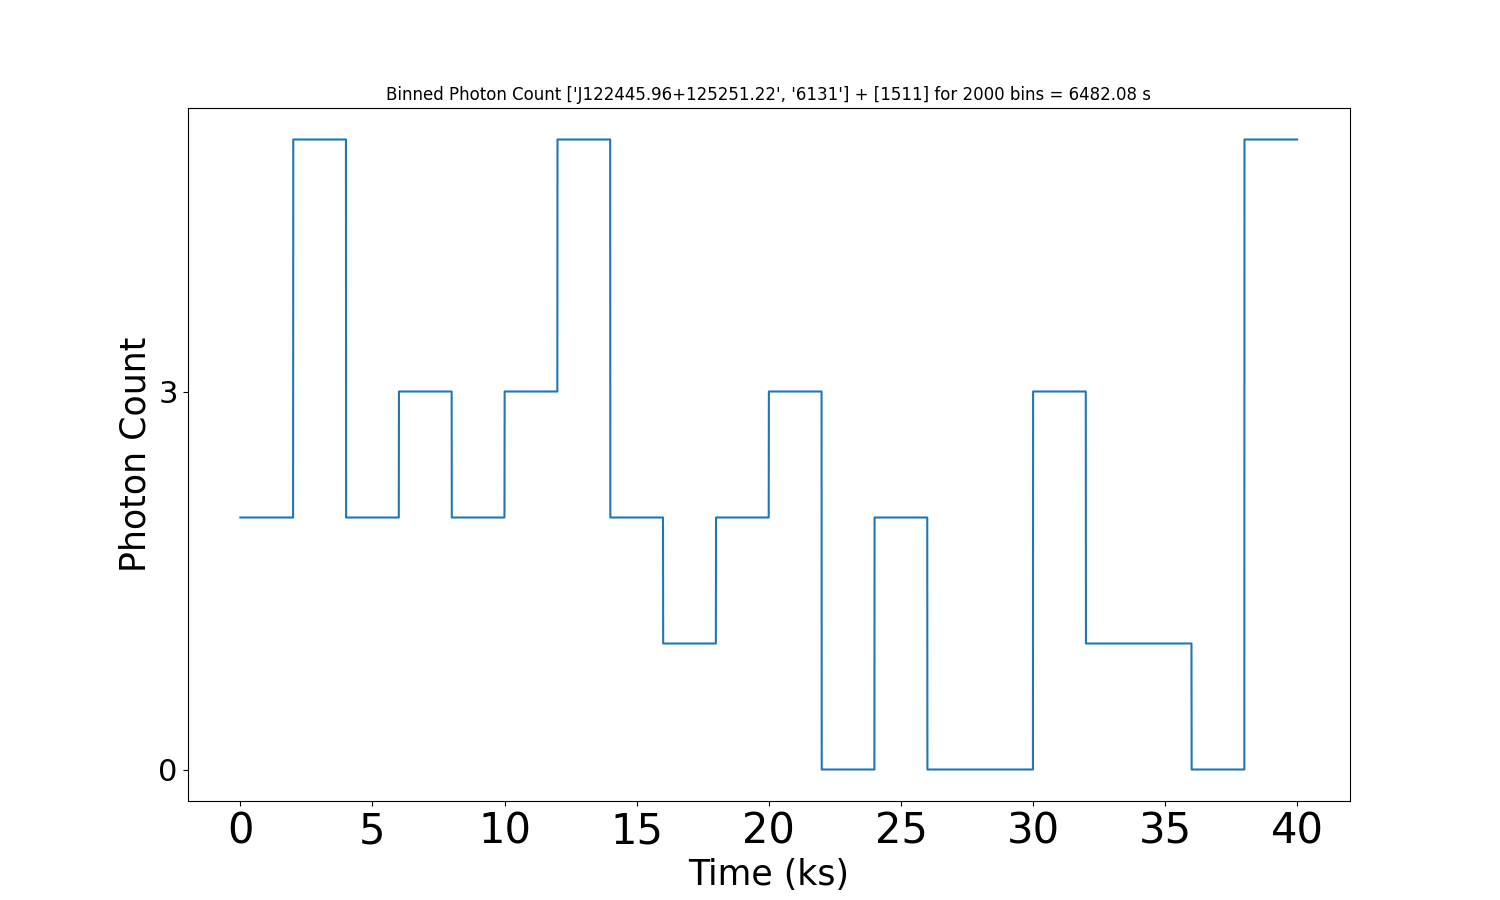 Binned Photon Count ['J122445.96+125251.22', '6131'] + [1511] for 2000 bins = 6482.08 s
Photon Count
3
0
0 5 10 15 20 25 30 35 40
Time (ks)